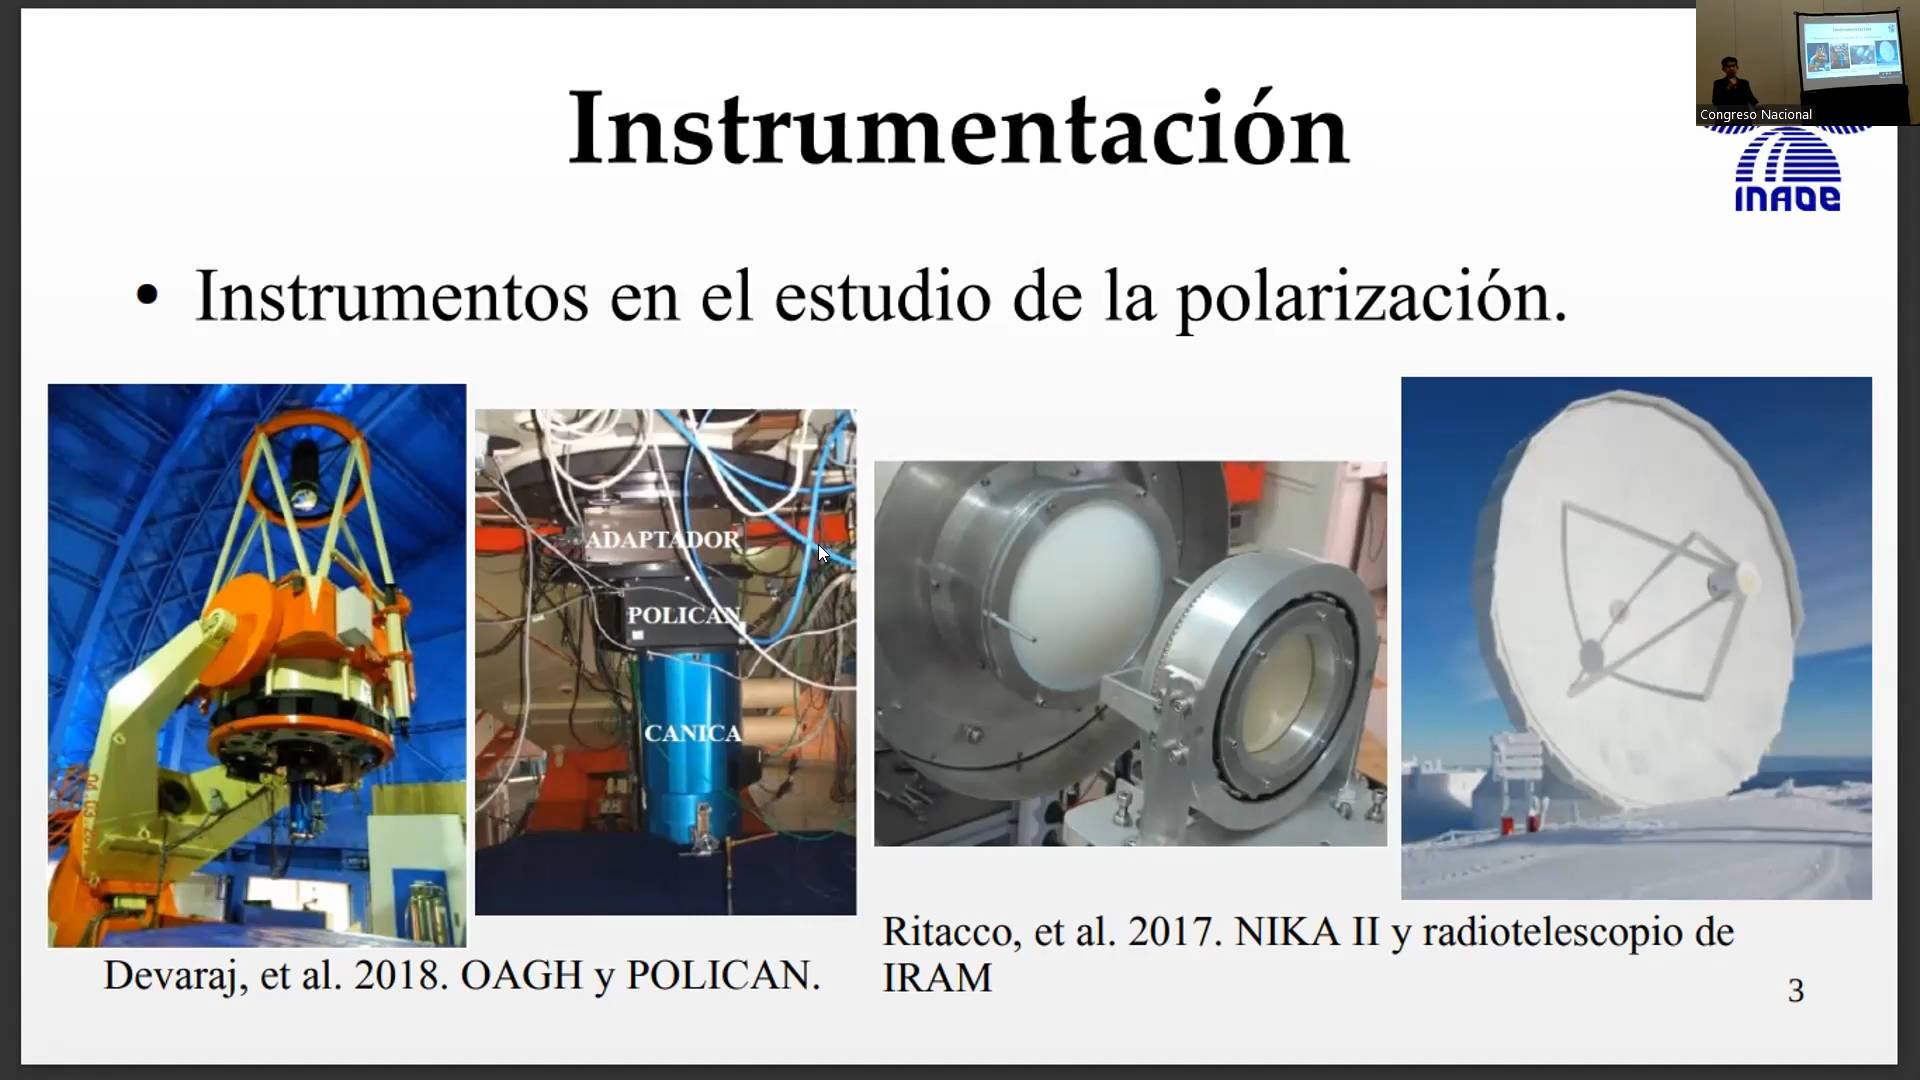 Instrumentación
Congreso Nacional
INAOE
• Instrumentos en el estudio de la polarización.
ADAPTADOR
POLICAN
CANICA
Devaraj, et al. 2018. OAGH y POLICAN.
Ritacco, et al. 2017. NIKA II y radiotelescopio de
IRAM
3